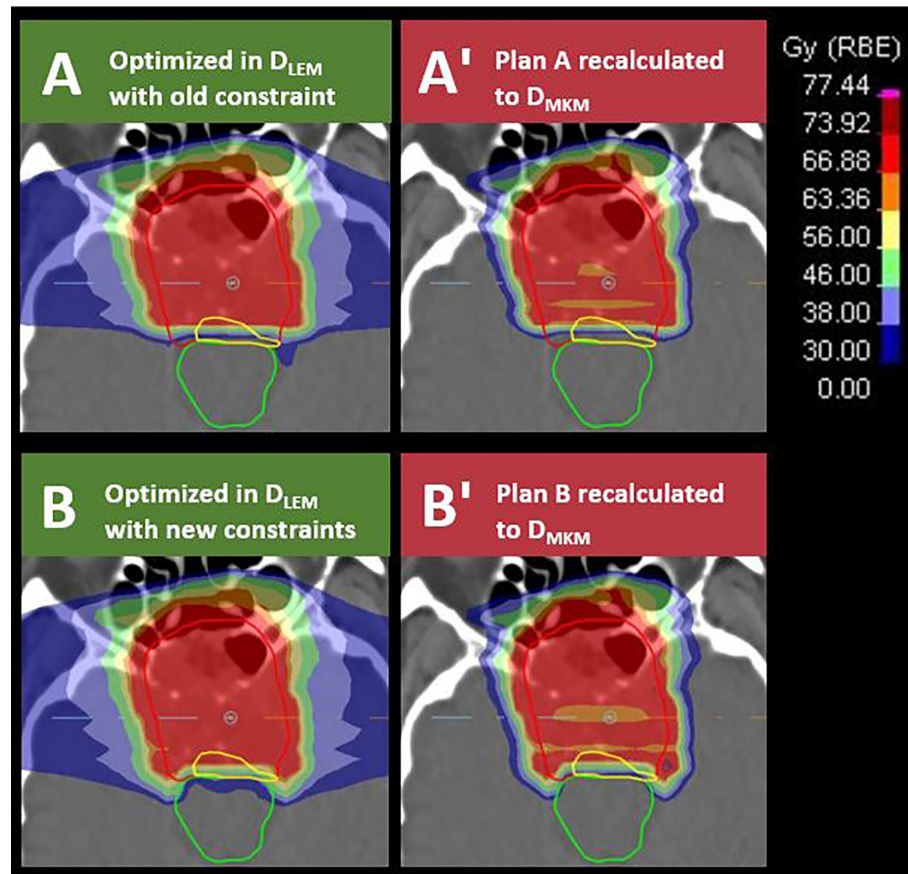 A
Optimized in DLEM
with old constraint
A'
Plan A recalculated
to DMKM
Gy (RBE)
77.44
73.92
66.88
63.36
56.00
46.00
38.00
30.00
0.00
B
Optimized in DLEM
with new constraints
B'
Plan B recalculated
to DMKM